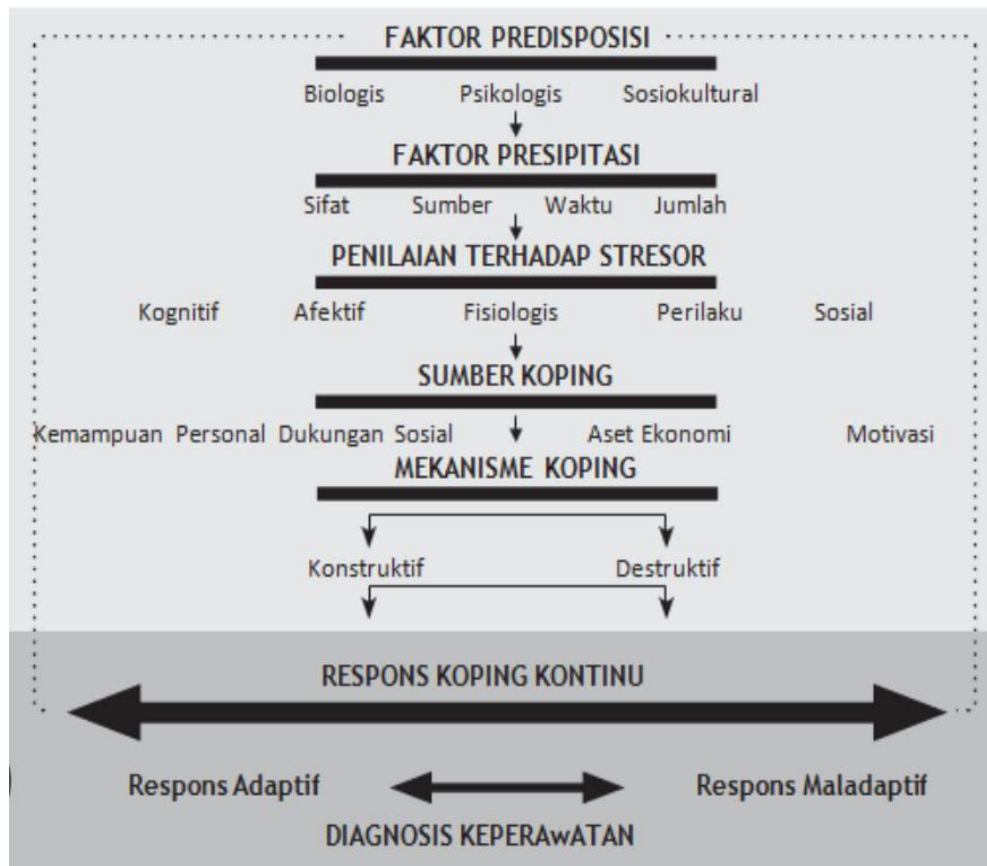 FAKTOR PREDISPOSISI
Biologis Psikologis Sosiokultural
FAKTOR PRESIPITASI
Sifat Sumber Waktu Jumlah
PENILAIAN TERHADAP STRESOR
Kognitif Afektif Fisiologis Perilaku Sosial
SUMBER KOPING
Kemampuan Personal Dukungan Sosial Aset Ekonomi Motivasi
MEKANISME KOPING
Konstruktif Destruktif
RESPONS KOPING KONTINU
Respons Adaptif Respons Maladaptif
DIAGNOSIS KEPERAwATAN